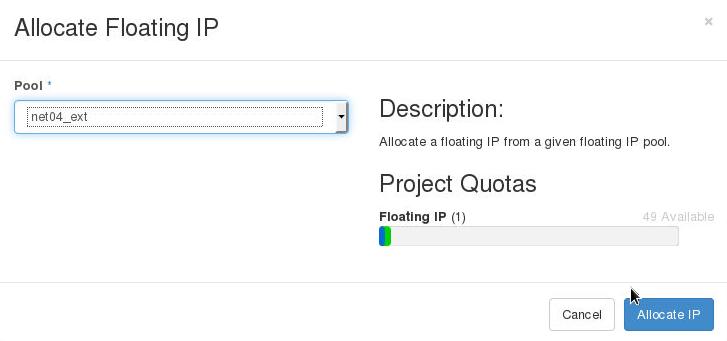 Allocate Floating IP
×
Pool *
net04_ext
Description:
Allocate a floating IP from a given floating IP pool.
Project Quotas
Floating IP (1) 49 Available
Cancel Allocate IP